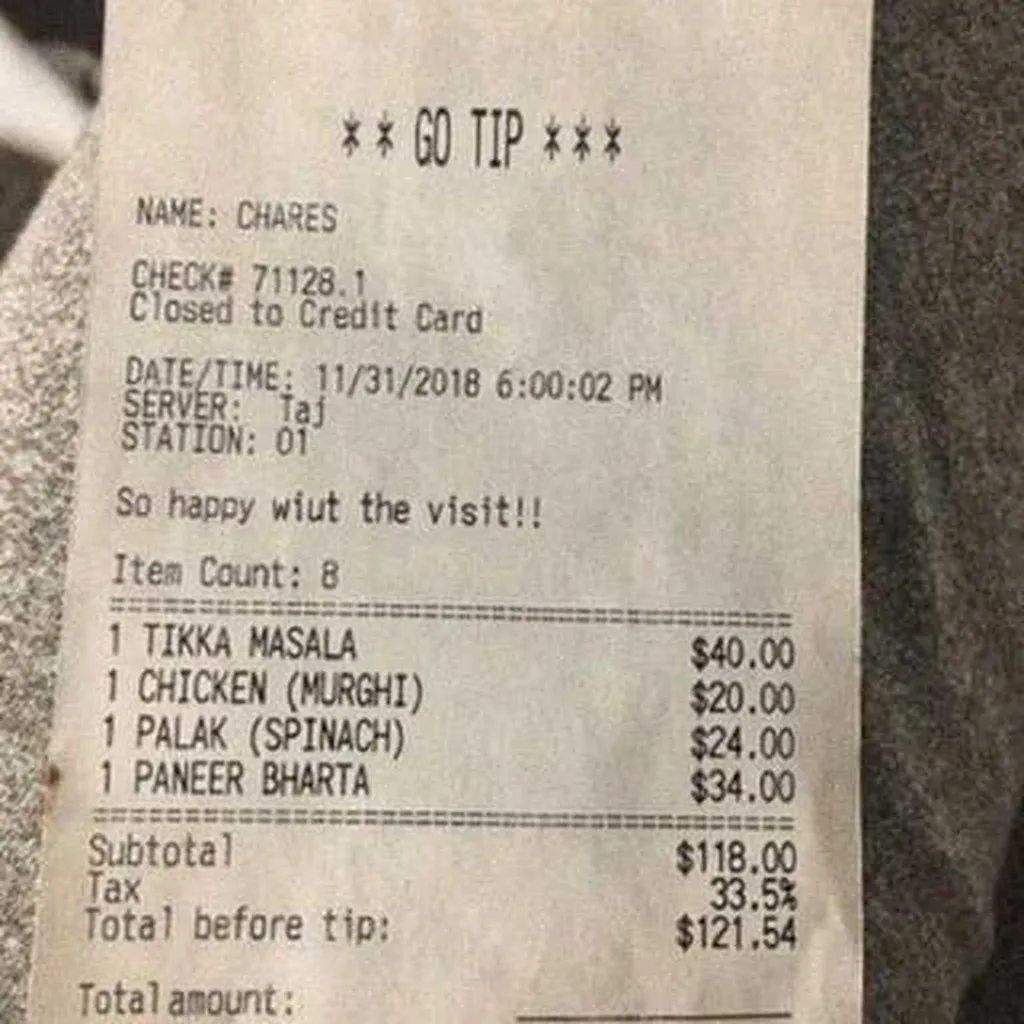 ** GO TIP ***
NAME: CHARES
CHECK# 71128.1
Closed to Credit Card
DATE/TIME: 11/31/2018 6:00:02 PM
SERVER: Taj
STATION: 01
So happy wiut the visit!!
Item Count: 8
1 TIKKA MASALA $40.00
1 CHICKEN (MURGHI) $20.00
1 PALAK (SPINACH) $24.00
1 PANEER BHARTA $34.00
Subtotal $118.00
Tax 33.5%
Total before tip: $121.54
Total amount: